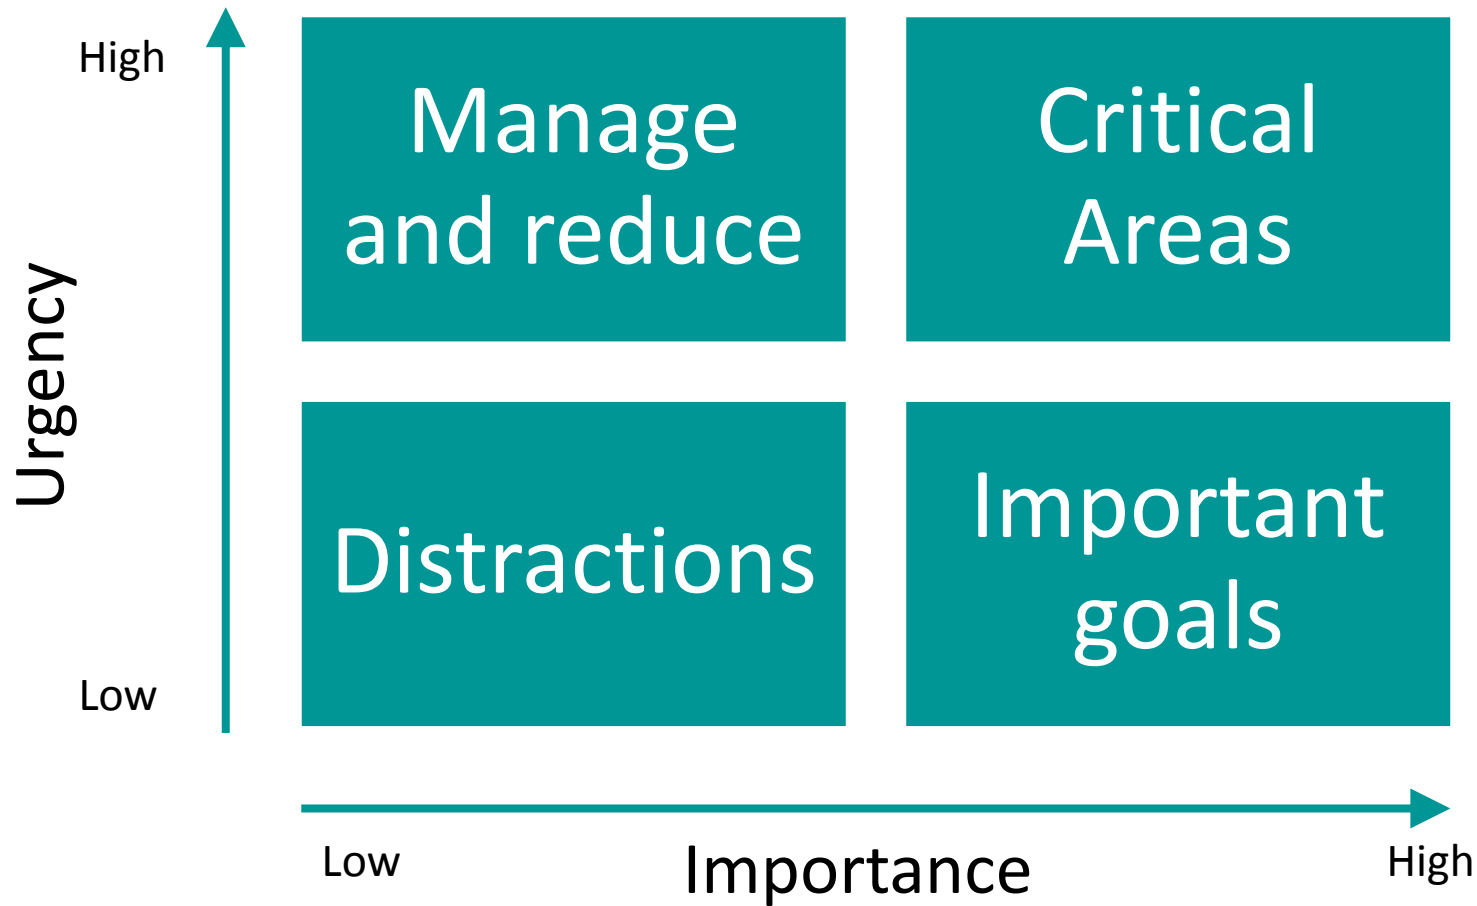 High
Manage
and reduce
Critical
Areas
Urgency
Distractions
Important
goals
Low
Low
Importance
High